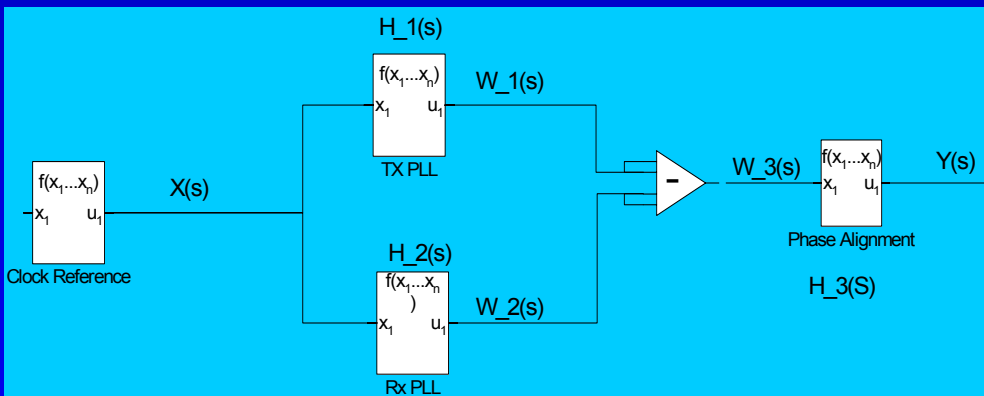 H_1(s)
f(x₁...xₙ)
x₁ u₁
TX PLL
W_1(s)
f(x₁...xₙ)
x₁ u₁
Clock Reference
X(s)
-
W_3(s)
f(x₁...xₙ)
x₁ u₁
Phase Alignment
Y(s)
H_3(S)
H_2(s)
f(x₁...xₙ
)
x₁ u₁
Rx PLL
W_2(s)